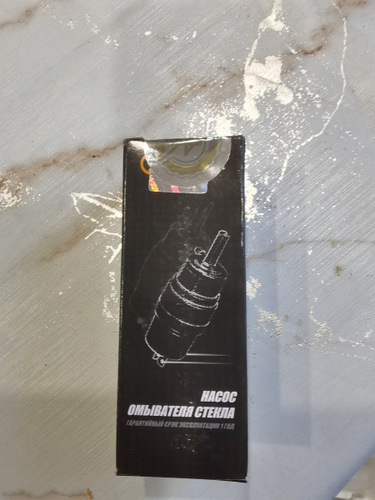 НАСОС
ОМЫВАТЕЛЯ СТЕКЛА
ГАРАНТИЙНЫЙ СРОК ЭКСПЛУАТАЦИИ 1 ГОД